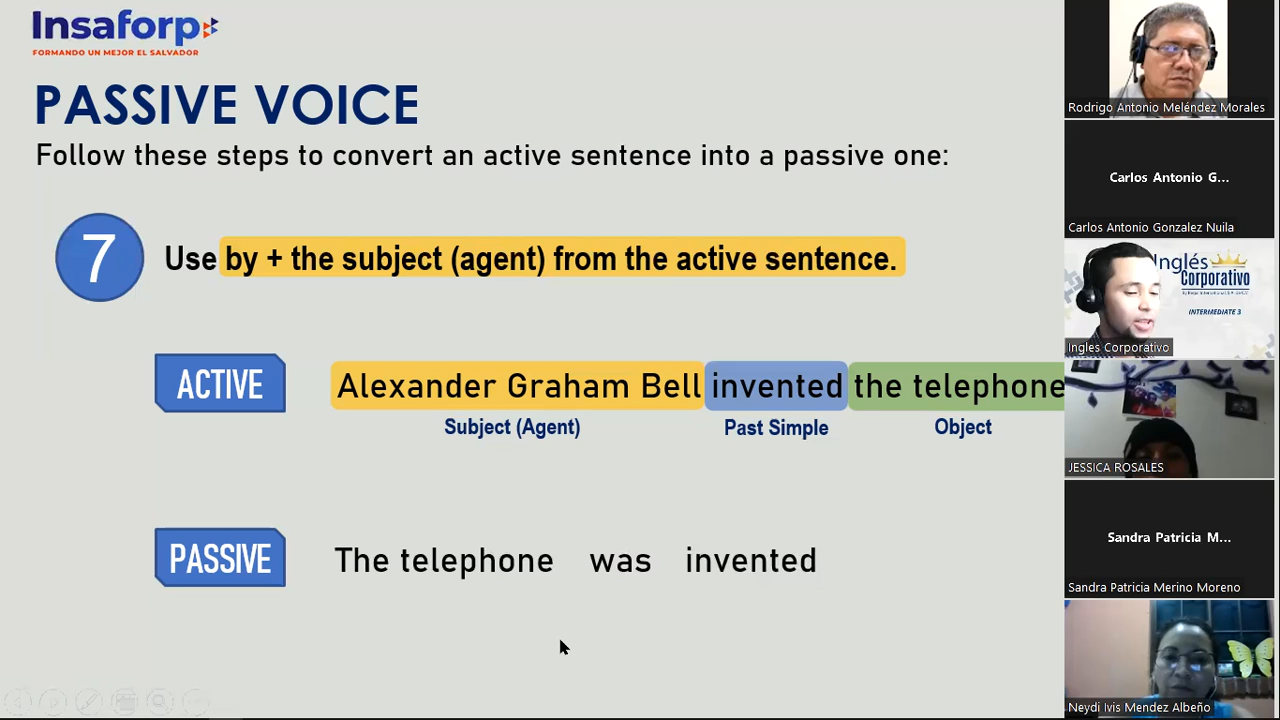 Insaforp
FORMANDO UN MEJOR EL SALVADOR
PASSIVE VOICE
Follow these steps to convert an active sentence into a passive one:
7
Use by + the subject (agent) from the active sentence.
ACTIVE
Alexander Graham Bell invented the telephone
Subject (Agent) Past Simple Object
PASSIVE
The telephone was invented
Rodrigo Antonio Meléndez Morales
Carlos Antonio G...
Carlos Antonio Gonzalez Nuila
Inglés
Corporativo
INTERMEDIATE 3
Ingles Corporativo
JESSICA ROSALES
Sandra Patricia M...
Sandra Patricia Merino Moreno
Neydi Ivis Mendez Albeño